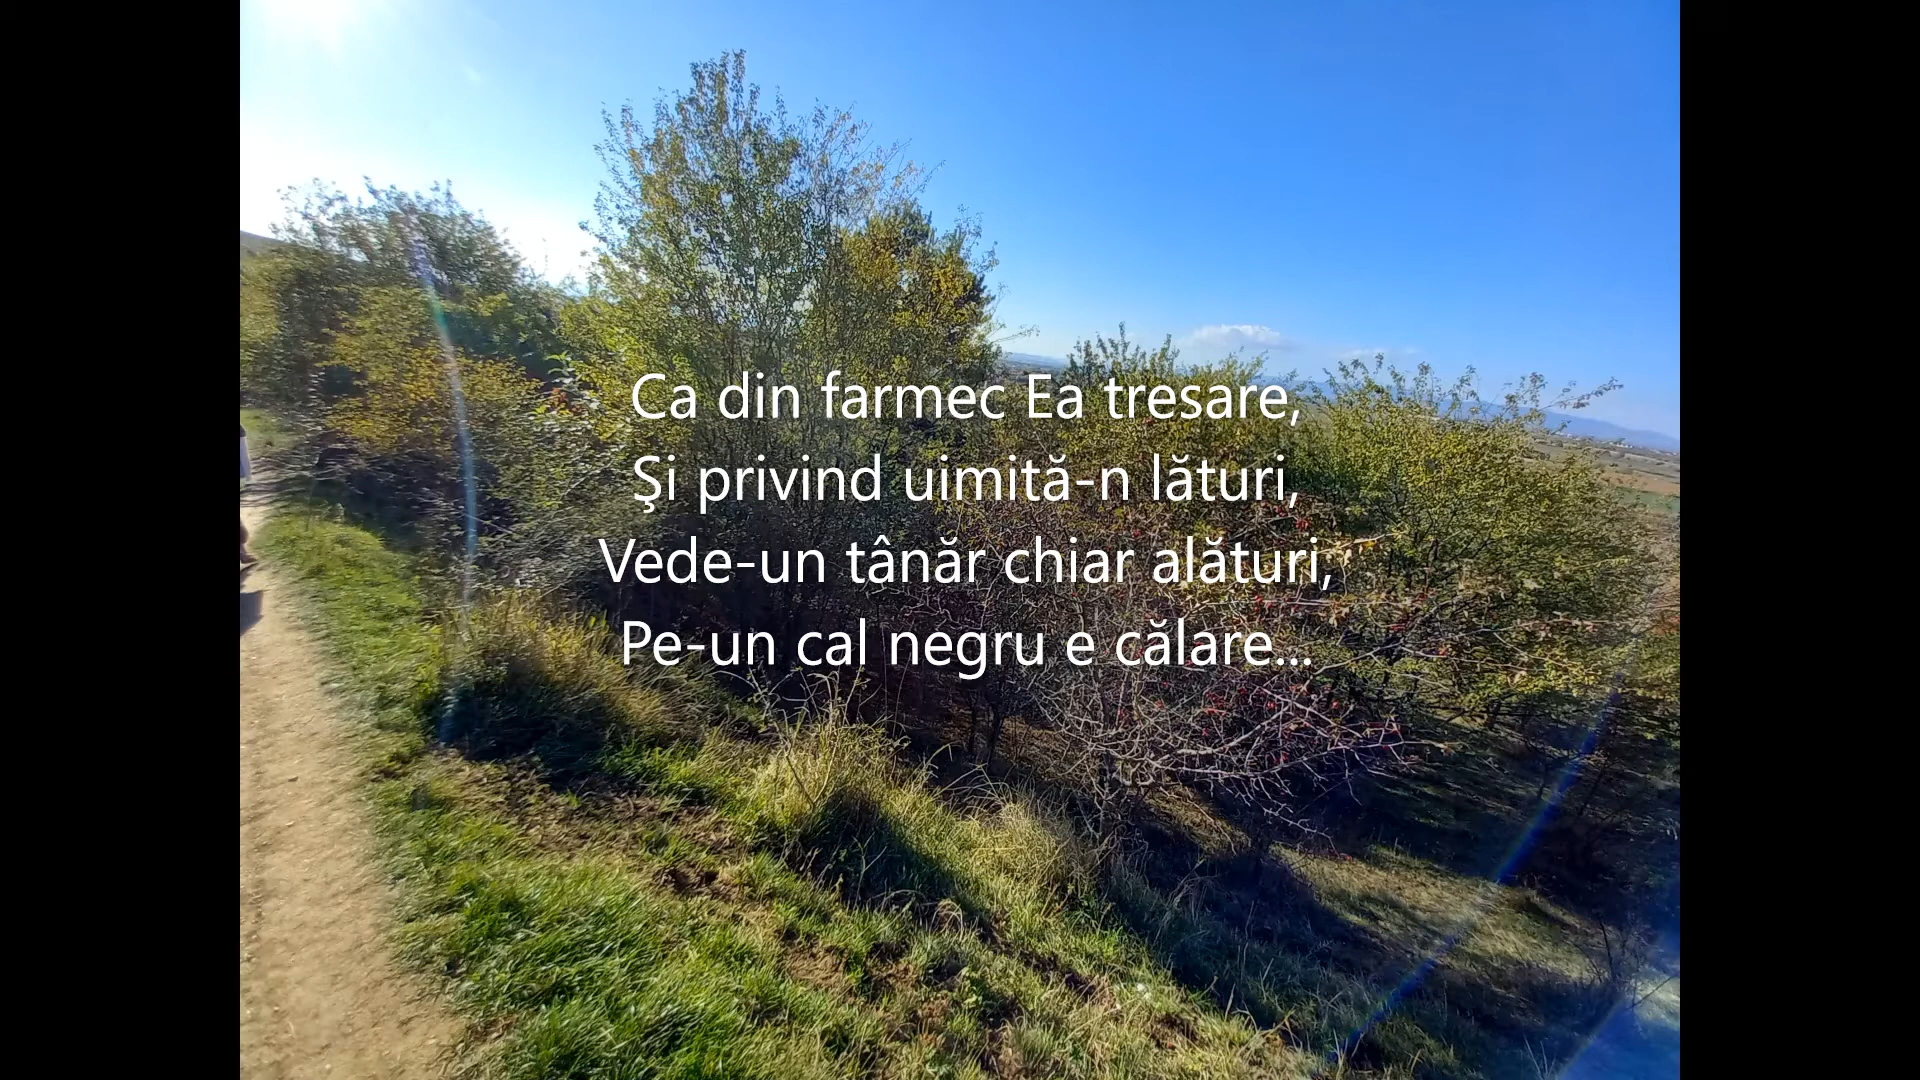 Ca din farmec Ea tresare,
Şi privind uimită-n lături,
Vede-un tânăr chiar alături,
Pe-un cal negru e călare...